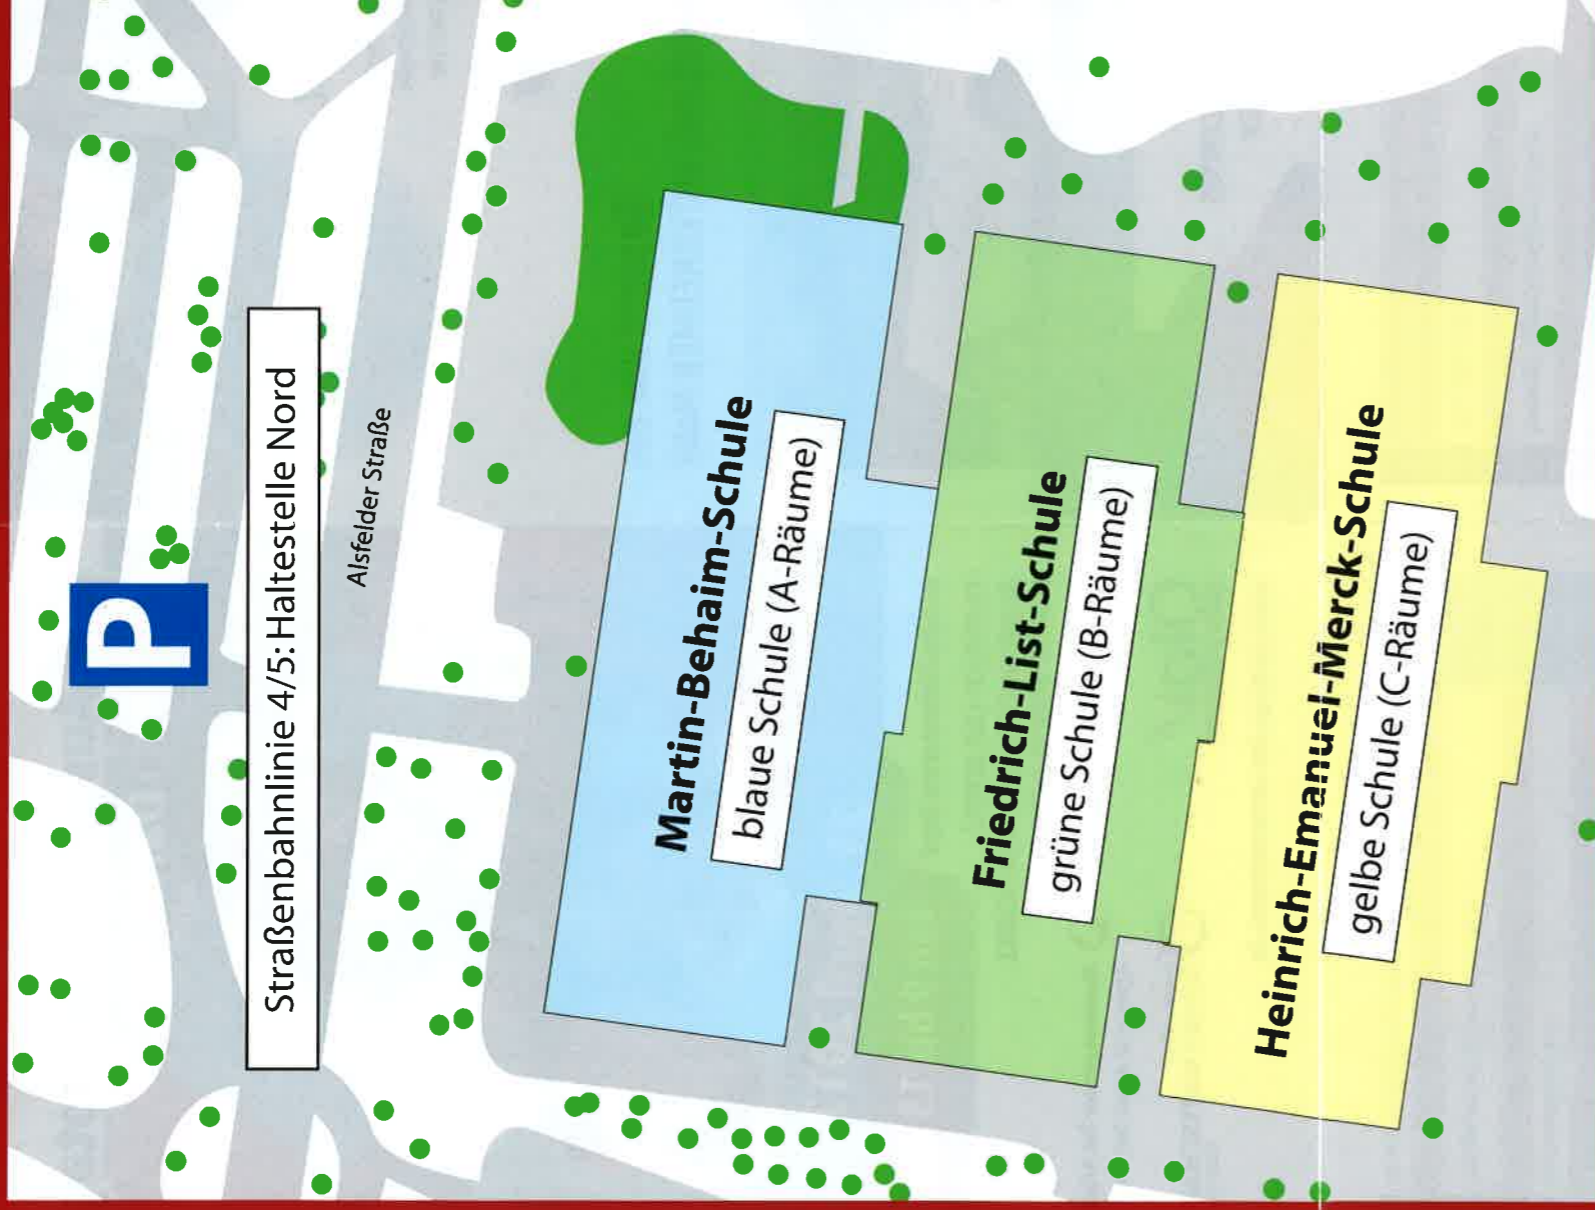 P
Straßenbahnlinie 4/5: Haltestelle Nord
Alsfelder Straße
Martin-Behaim-Schule
blaue Schule (A-Räume)
Friedrich-List-Schule
grüne Schule (B-Räume)
Heinrich-Emanuel-Merck-Schule
gelbe Schule (C-Räume)